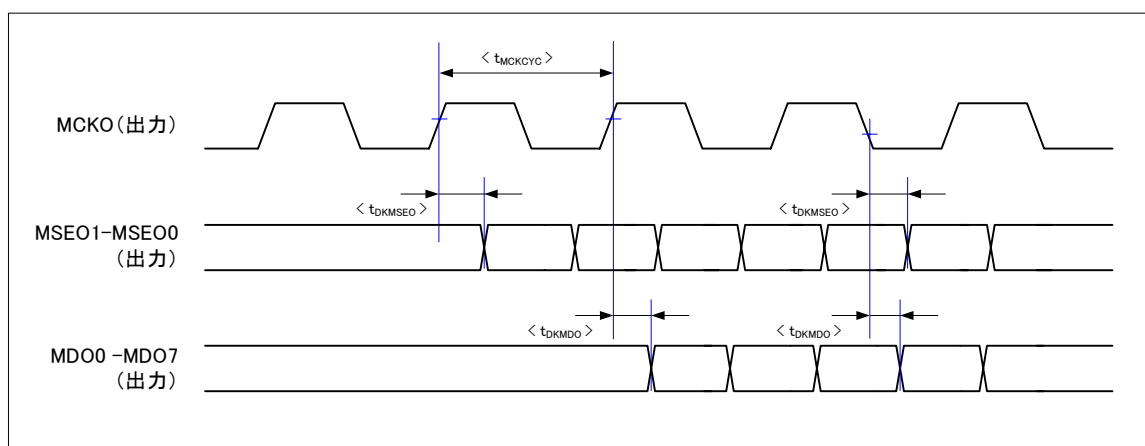 < tMCKCYC >
MCKO(出力)
< tDKMSEO >
< tDKMSEO >
MSEO1-MSEO0
(出力)
< tDKMDO >
< tDKMDO >
MDO0 -MDO7
(出力)